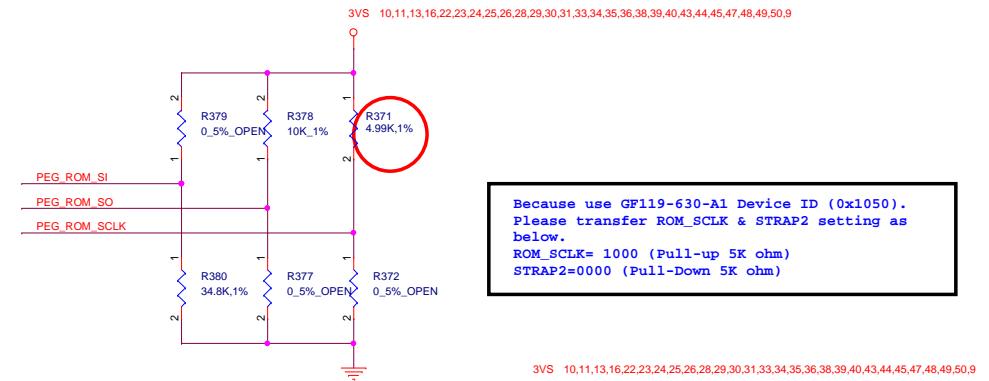 3VS 10,11,13,16,22,23,24,25,26,28,29,30,31,33,34,35,36,38,39,40,43,44,45,47,48,49,50,9
2
2
1
R379
0_5%_OPEN
R378
10K_1%
R371
4.99K,1%
1
1
2
PEG_ROM_SI
PEG_ROM_SO
PEG_ROM_SCLK
Because use GF119-630-A1 Device ID (0x1050).
Please transfer ROM_SCLK & STRAP2 setting as
below.
ROM_SCLK= 1000 (Pull-up 5K ohm)
STRAP2=0000 (Pull-Down 5K ohm)
1
1
1
R380
34.8K,1%
R377
0_5%_OPEN
R372
0_5%_OPEN
2
2
2
3VS 10,11,13,16,22,23,24,25,26,28,29,30,31,33,34,35,36,38,39,40,43,44,45,47,48,49,50,9